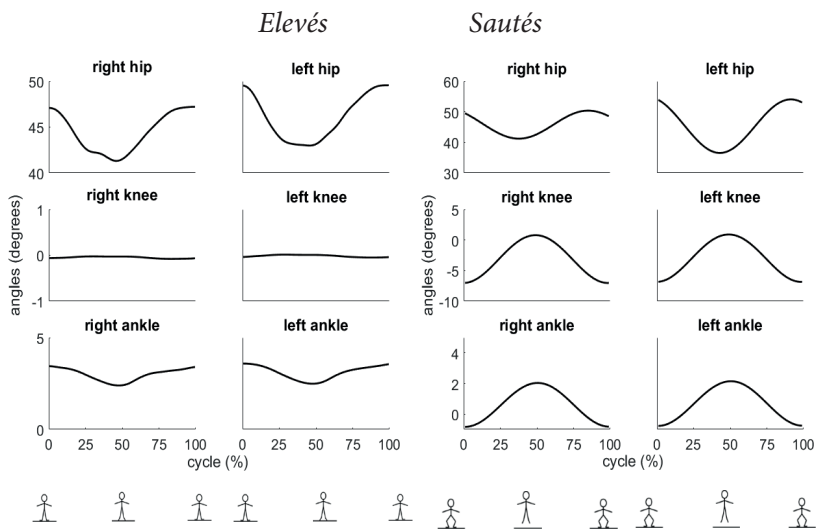 Elevés Sautés
right hip left hip right hip left hip
50
45
40
60
50
40
30
right knee left knee right knee left knee
angles (degrees)
1
0
-1
angles (degrees)
5
0
-5
-10
right ankle left ankle right ankle left ankle
5
0
4
2
0
0 25 50 75 100 0 25 50 75 100 0 25 50 75 100 0 25 50 75 100
cycle (%) cycle (%)